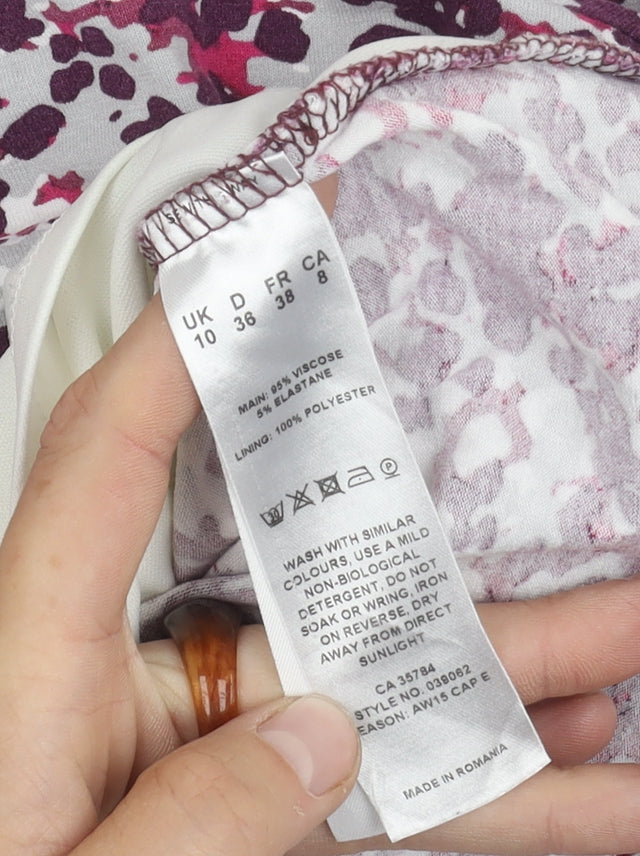 UK D FR CA
10 36 38 8
MAIN: 95% VISCOSE
5% ELASTANE
LINING: 100% POLYESTER
30 P
WASH WITH SIMILAR
COLOURS, USE A MILD
NON-BIOLOGICAL
DETERGENT, DO NOT
SOAK OR WRING, IRON
ON REVERSE, DRY
AWAY FROM DIRECT
SUNLIGHT
CA 35784
STYLE NO. 039062
EASON: AW15 CAP E
MADE IN ROMANIA